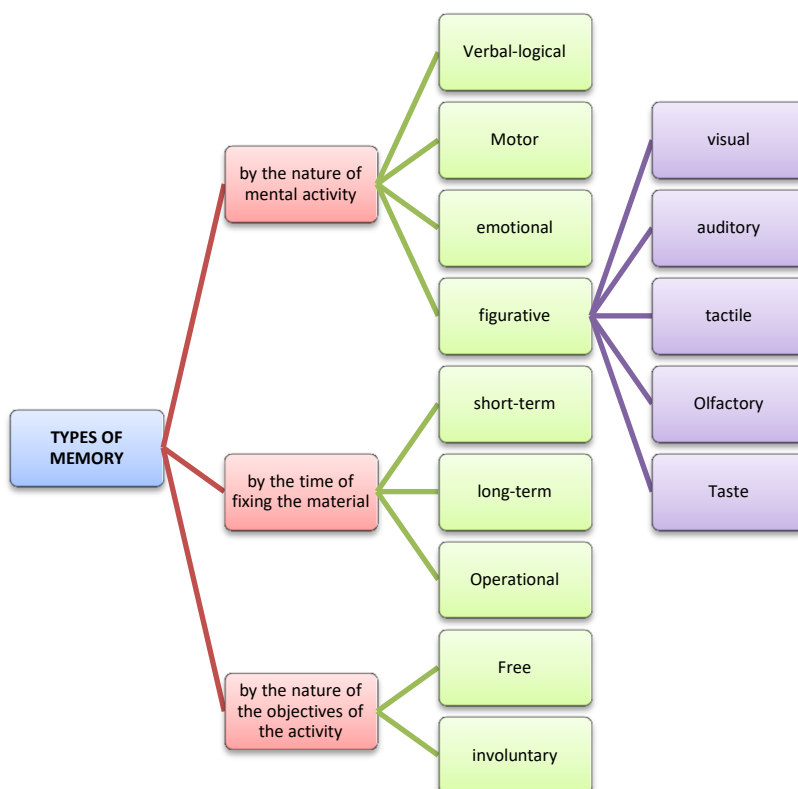 TYPES OF
MEMORY
by the nature of
mental activity
Verbal-logical
Motor
emotional
figurative
visual
auditory
tactile
Olfactory
Taste
by the time of
fixing the material
short-term
long-term
Operational
by the nature of
the objectives of
the activity
Free
involuntary